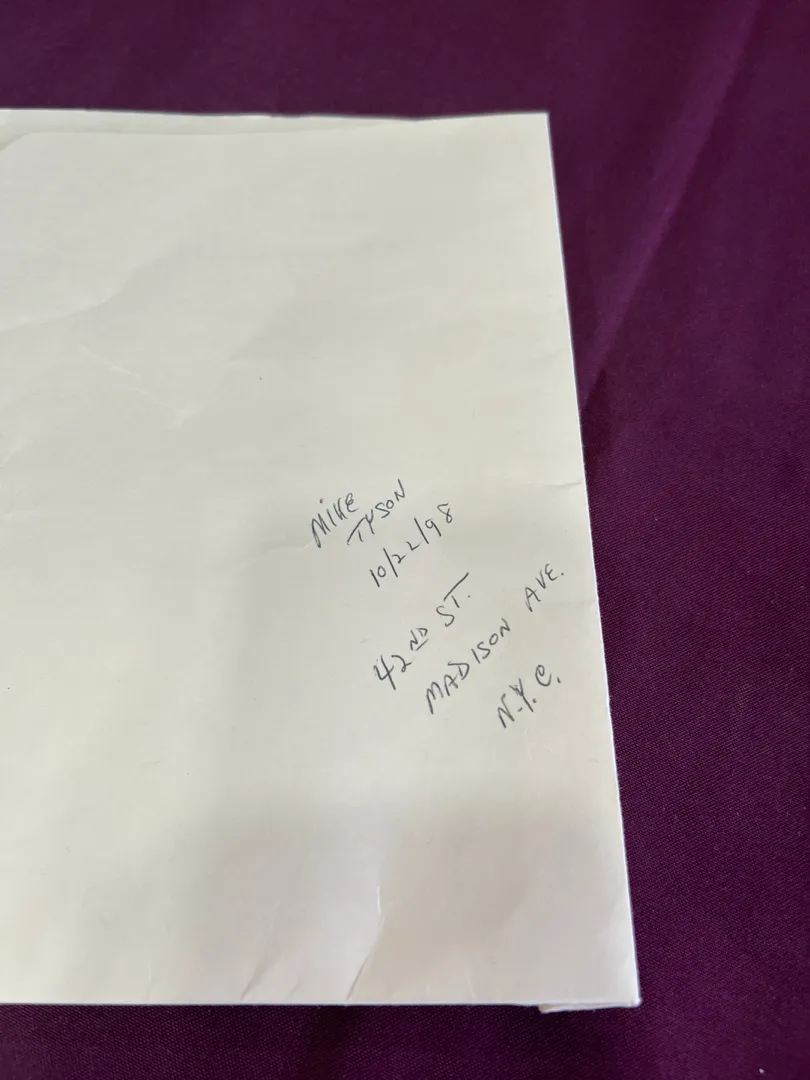 MIKE
TYSON
10/22/98
42ND ST.
MADISON AVE.
N.Y.C.